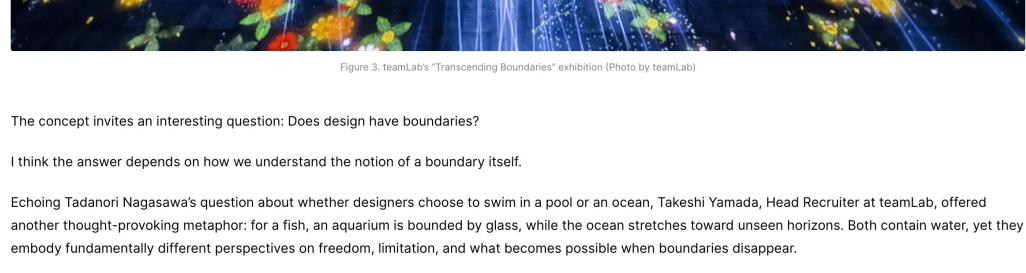 Figure 3. teamLab's "Transcending Boundaries" exhibition (Photo by teamLab)
The concept invites an interesting question: Does design have boundaries?
I think the answer depends on how we understand the notion of a boundary itself.
Echoing Tadanori Nagasawa's question about whether designers choose to swim in a pool or an ocean, Takeshi Yamada, Head Recruiter at teamLab, offered
another thought-provoking metaphor: for a fish, an aquarium is bounded by glass, while the ocean stretches toward unseen horizons. Both contain water, yet they
embody fundamentally different perspectives on freedom, limitation, and what becomes possible when boundaries disappear.